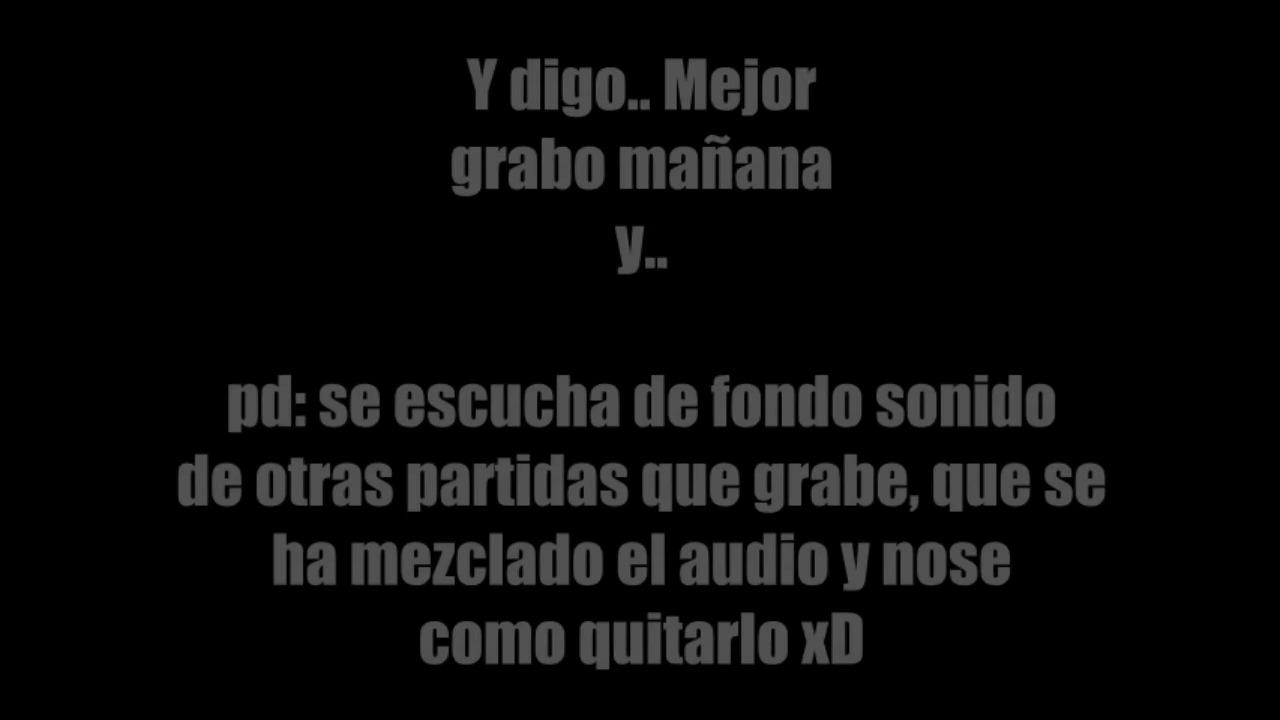 Y digo.. Mejor
grabo mañana
y..
pd: se escucha de fondo sonido
de otras partidas que grabe, que se
ha mezclado el audio y nose
como quitarlo xD